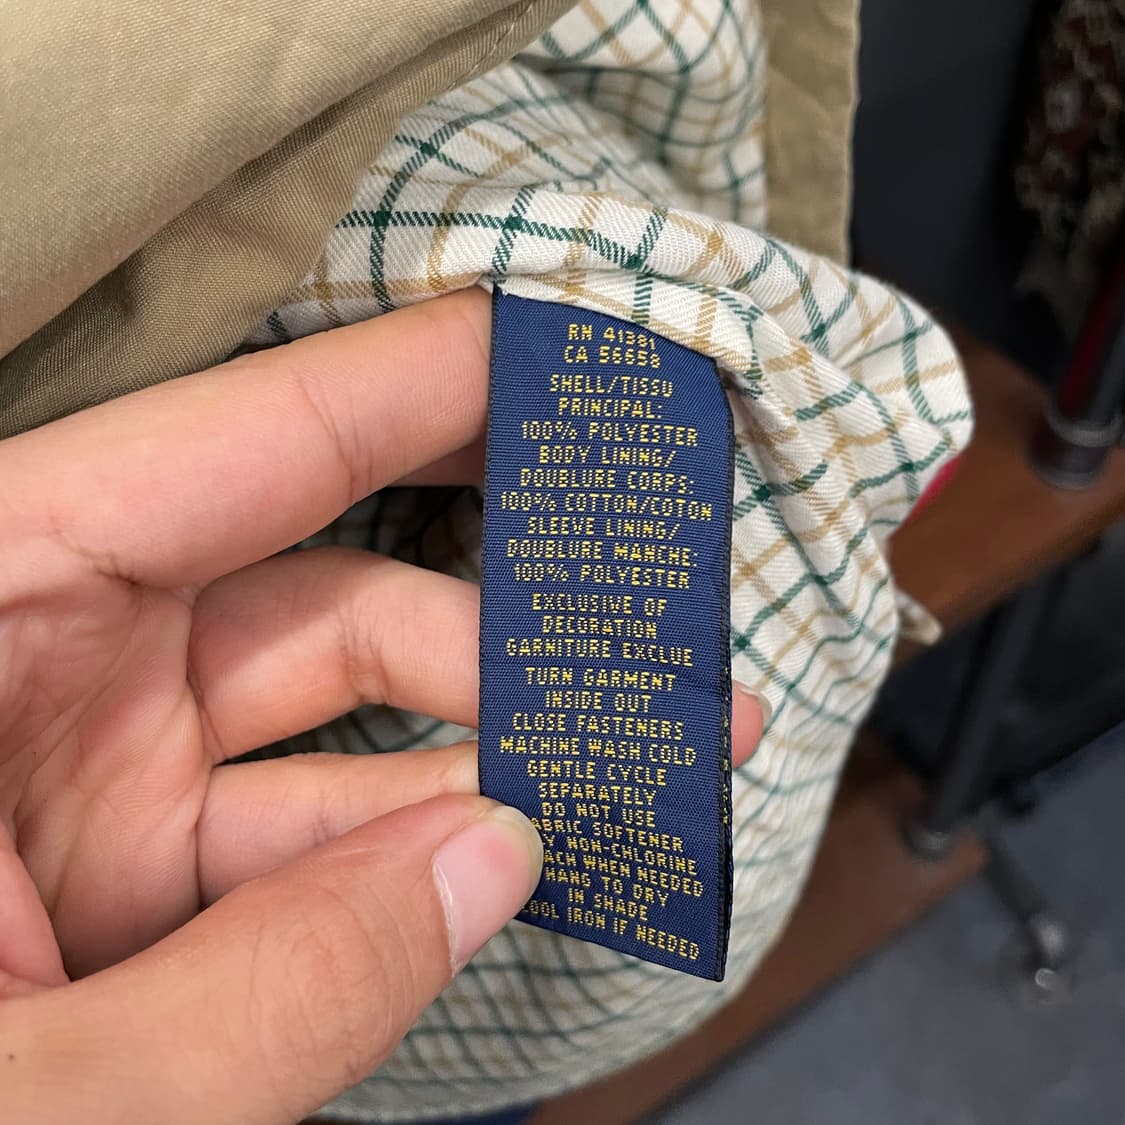 RN 41381
CA 56658
SHELL/TISSU
PRINCIPAL:
100% POLYESTER
BODY LINING/
DOUBLURE CORPS:
100% COTTON/COTON
SLEEVE LINING/
DOUBLURE MANCHE:
100% POLYESTER
EXCLUSIVE OF
DECORATION
GARNITURE EXCLUE
TURN GARMENT
INSIDE OUT
CLOSE FASTENERS
MACHINE WASH COLD
GENTLE CYCLE
SEPARATELY
DO NOT USE
ABRIC SOFTENER
Y NON-CHLORINE
ACH WHEN NEEDED
HANG TO DRY
IN SHADE
OOL IRON IF NEEDED